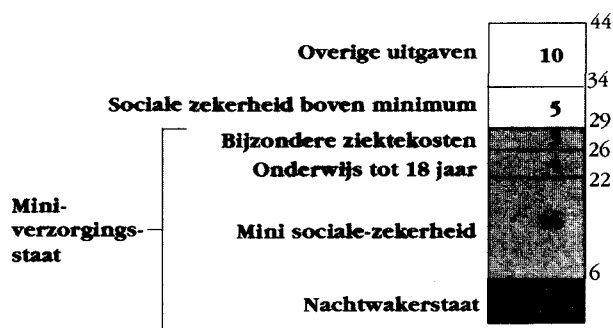 44
Overige uitgaven 10
34
Sociale zekerheid boven minimum 5
29
Bijzondere ziektekosten
26
Onderwijs tot 18 jaar
22
Mini-
verzorgings-
staat
Mini sociale-zekerheid
6
Nachtwakerstaat